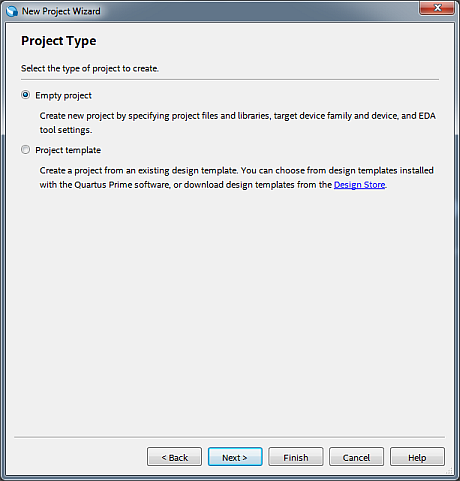 New Project Wizard
Project Type
Select the type of project to create.
Empty project
Create new project by specifying project files and libraries, target device family and device, and EDA
tool settings.
Project template
Create a project from an existing design template. You can choose from design templates installed
with the Quartus Prime software, or download design templates from the Design Store.
< Back
Next >
Finish
Cancel
Help